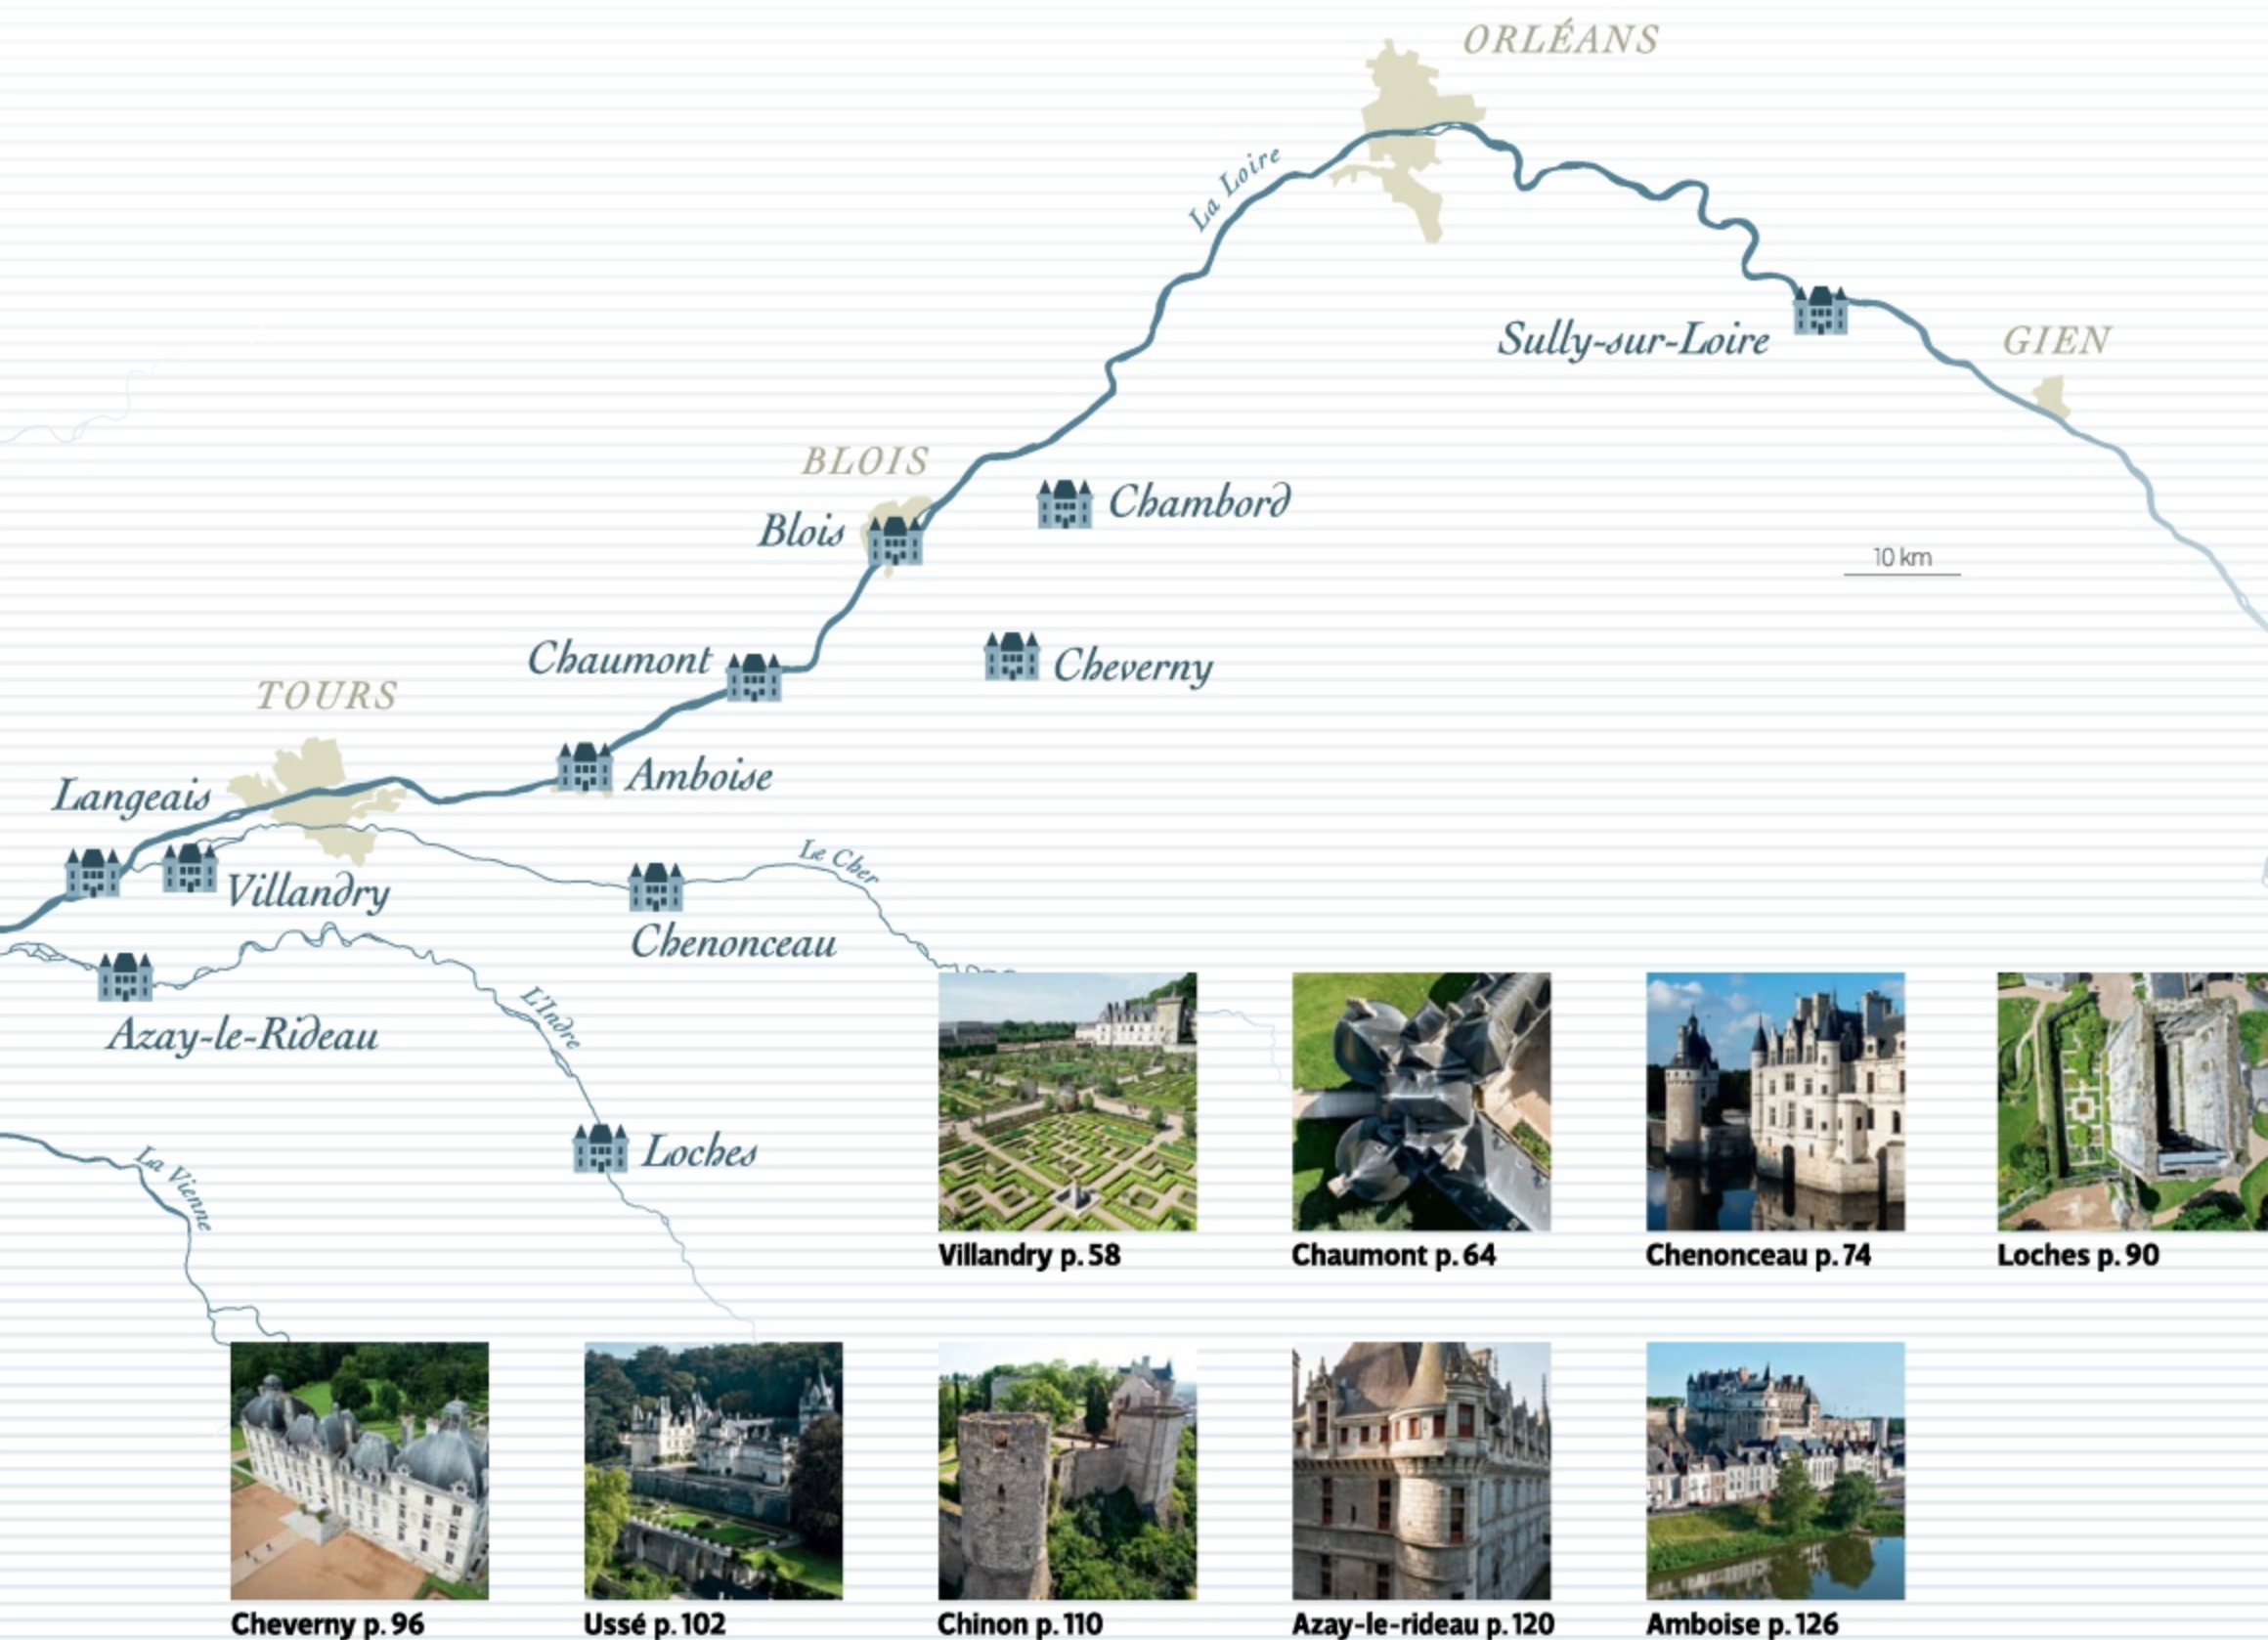 ORLÉANS
La Loire
Sully-sur-Loire
GIEN
BLOIS
Blois
Chambord
10 km
Chaumont
Cheverny
TOURS
Amboise
Langeais
Villandry
Le Cher
Chenonceau
Azay-le-Rideau
L'Indre
Loches
La Vienne
Villandry p. 58
Chaumont p. 64
Chenonceau p. 74
Loches p. 90
Cheverny p. 96
Ussé p. 102
Chinon p. 110
Azay-le-rideau p. 120
Amboise p. 126